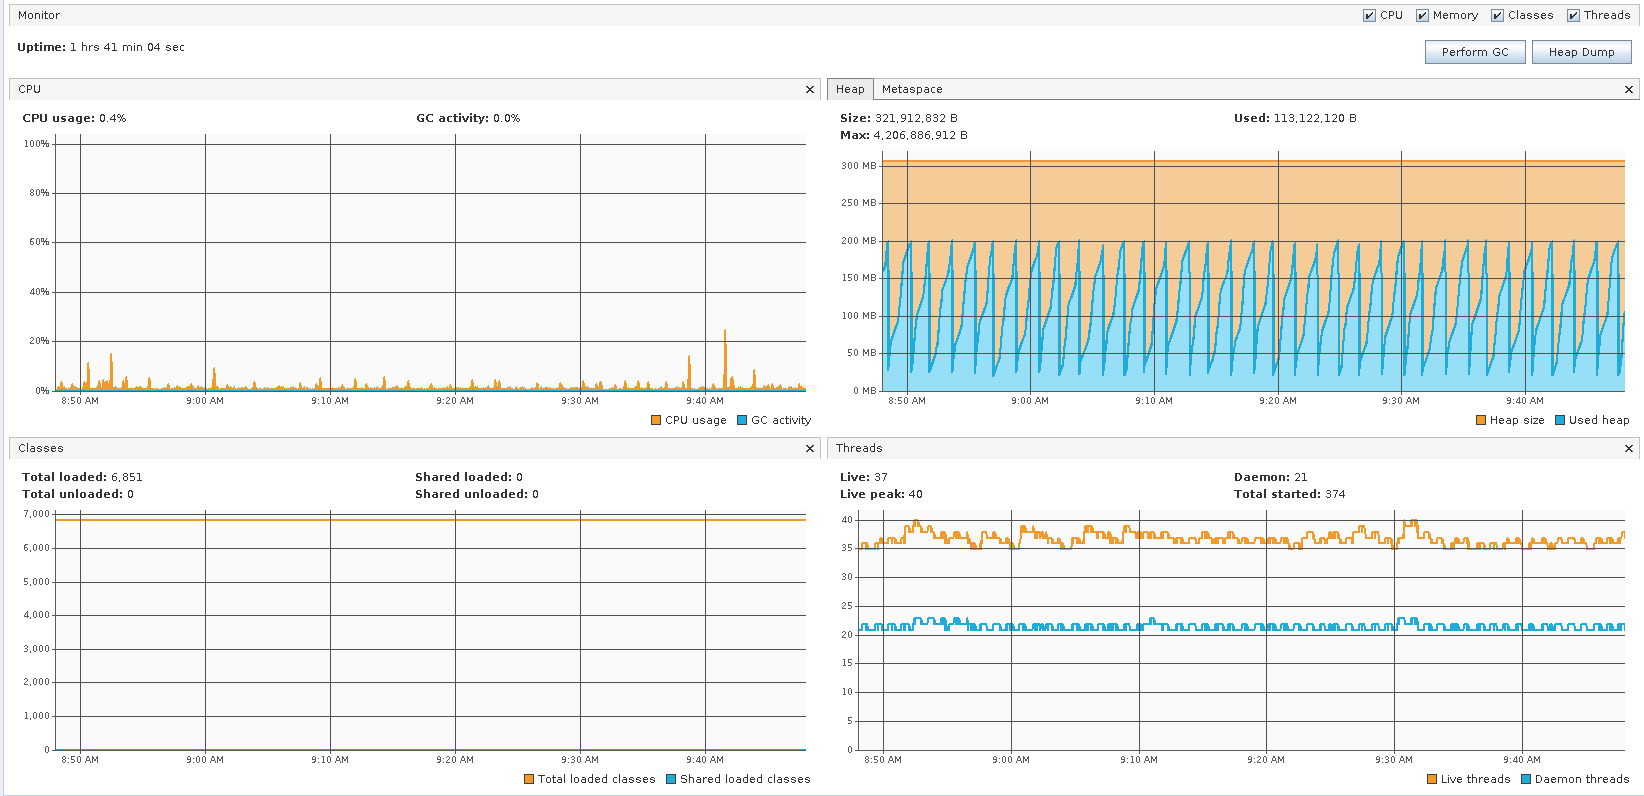 Monitor
CPU Memory Classes Threads
Uptime: 1 hrs 41 min 04 sec
Perform GC Heap Dump
CPU
CPU usage: 0.4% GC activity: 0.0%
100%
80%
60%
40%
20%
0%
8:50 AM 9:00 AM 9:10 AM 9:20 AM 9:30 AM 9:40 AM
CPU usage GC activity
Heap Metaspace
Size: 321,912,832 B Used: 113,122,120 B
Max: 4,206,886,912 B
300 MB
250 MB
200 MB
150 MB
100 MB
50 MB
0 MB
8:50 AM 9:00 AM 9:10 AM 9:20 AM 9:30 AM 9:40 AM
Heap size Used heap
Classes
Total loaded: 6,851 Shared loaded: 0
Total unloaded: 0 Shared unloaded: 0
7,000
6,000
5,000
4,000
3,000
2,000
1,000
0
8:50 AM 9:00 AM 9:10 AM 9:20 AM 9:30 AM 9:40 AM
Total loaded classes Shared loaded classes
Threads
Live: 37 Daemon: 21
Live peak: 40 Total started: 374
40
35
30
25
20
15
10
5
0
8:50 AM 9:00 AM 9:10 AM 9:20 AM 9:30 AM 9:40 AM
Live threads Daemon threads